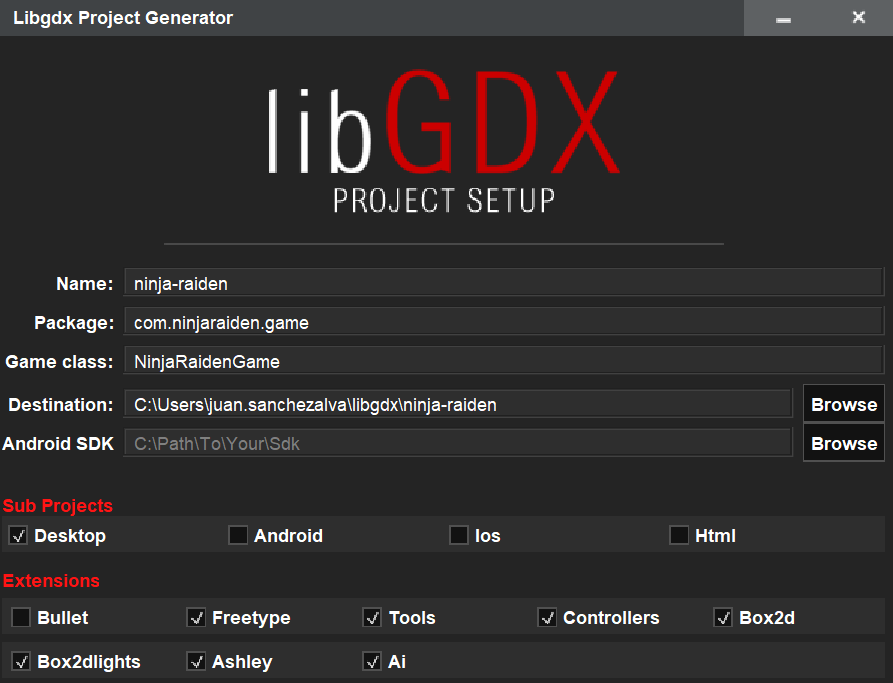 Libgdx Project Generator
libGDX
PROJECT SETUP
Name: ninja-raiden
Package: com.ninjaraiden.game
Game class: NinjaRaidenGame
Destination: C:\Users\juan.sanchezalva\libgdx\ninja-raiden Browse
Android SDK C:\Path\To\Your\Sdk Browse
Sub Projects
Desktop Android Ios Html
Extensions
Bullet Freetype Tools Controllers Box2d
Box2dlights Ashley Ai